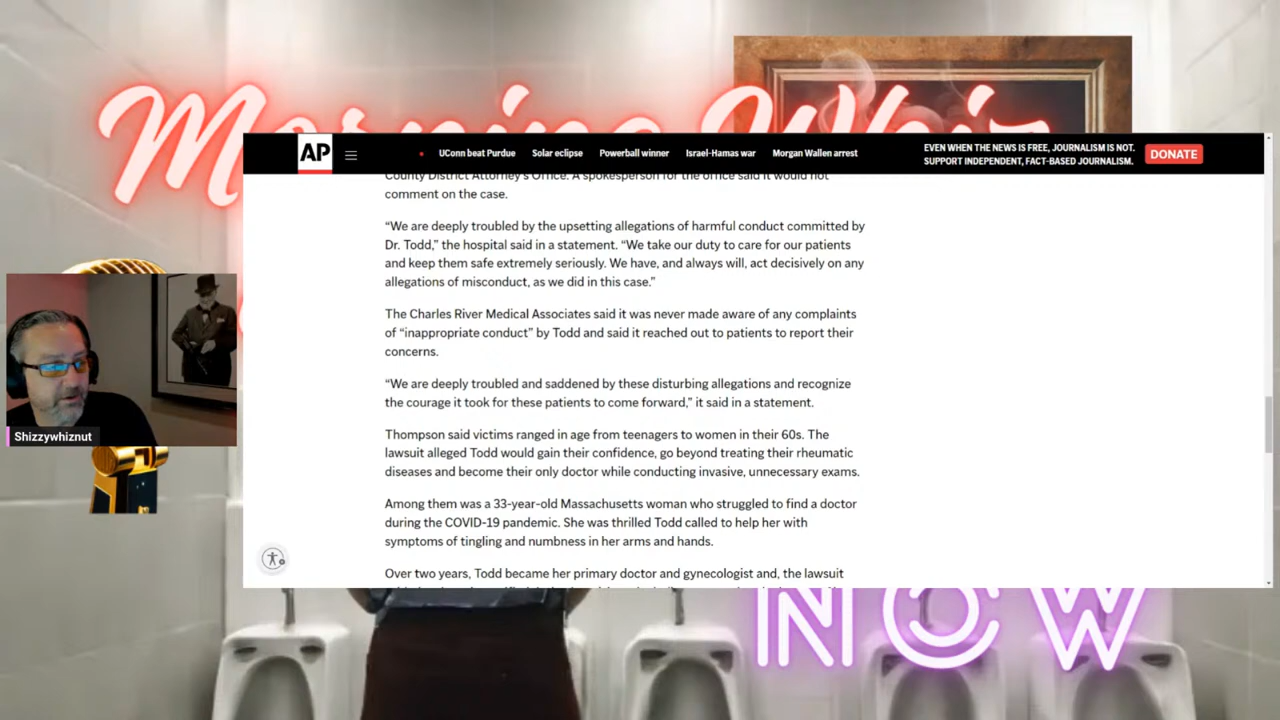 Morning Whiz
AP
UConn beat Purdue
Solar eclipse
Powerball winner
Israel-Hamas war
Morgan Wallen arrest
EVEN WHEN THE NEWS IS FREE, JOURNALISM IS NOT.
SUPPORT INDEPENDENT, FACT-BASED JOURNALISM.
DONATE
County District Attorney's Office. A spokesperson for the office said it would not
comment on the case.
“We are deeply troubled by the upsetting allegations of harmful conduct committed by
Dr. Todd,” the hospital said in a statement. “We take our duty to care for our patients
and keep them safe extremely seriously. We have, and always will, act decisively on any
allegations of misconduct, as we did in this case.”
The Charles River Medical Associates said it was never made aware of any complaints
of “inappropriate conduct” by Todd and said it reached out to patients to report their
concerns.
“We are deeply troubled and saddened by these disturbing allegations and recognize
the courage it took for these patients to come forward,” it said in a statement.
Thompson said victims ranged in age from teenagers to women in their 60s. The
lawsuit alleged Todd would gain their confidence, go beyond treating their rheumatic
diseases and become their only doctor while conducting invasive, unnecessary exams.
Among them was a 33-year-old Massachusetts woman who struggled to find a doctor
during the COVID-19 pandemic. She was thrilled Todd called to help her with
symptoms of tingling and numbness in her arms and hands.
Over two years, Todd became her primary doctor and gynecologist and, the lawsuit
Shizzywhiznut
NOW